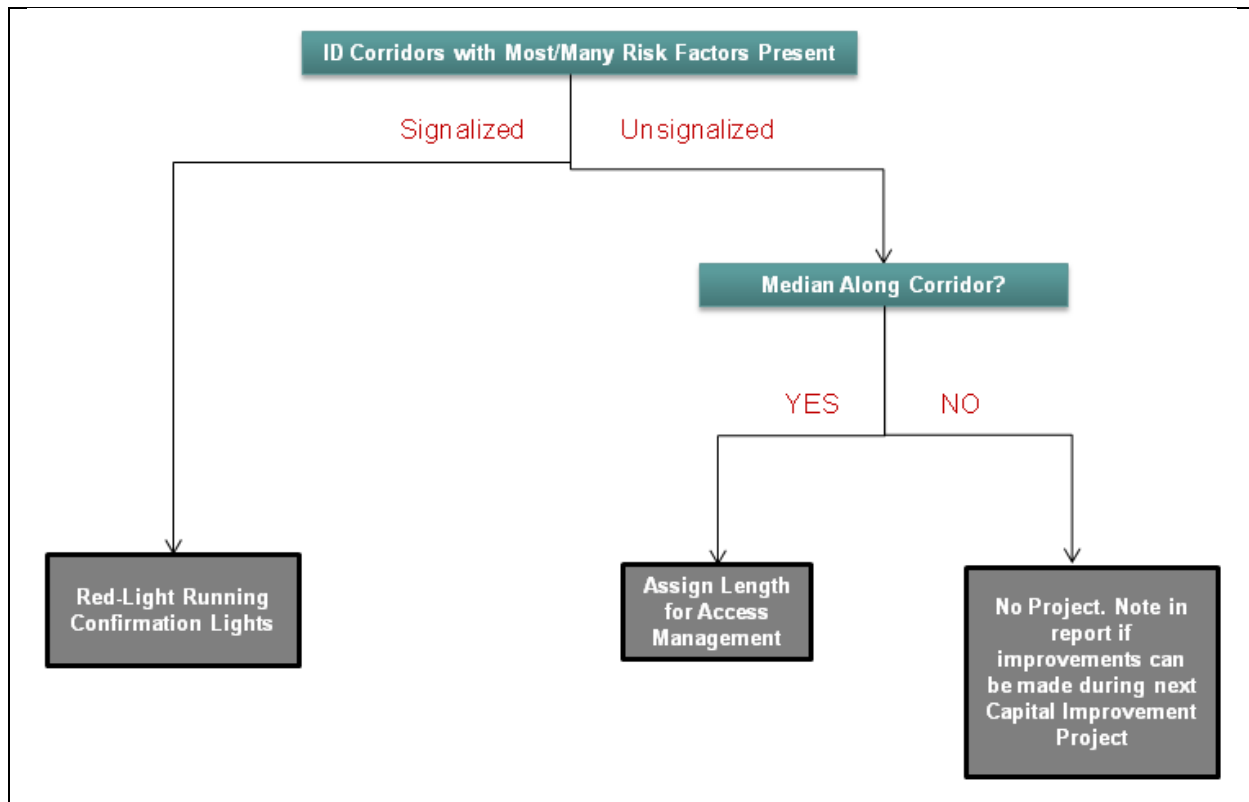 ID Corridors with Most/Many Risk Factors Present
Signalized
Unsignalized
Median Along Corridor?
YES
NO
Red-Light Running
Confirmation Lights
Assign Length
for Access
Management
No Project. Note in
report if
improvements can
be made during next
Capital Improvement
Project